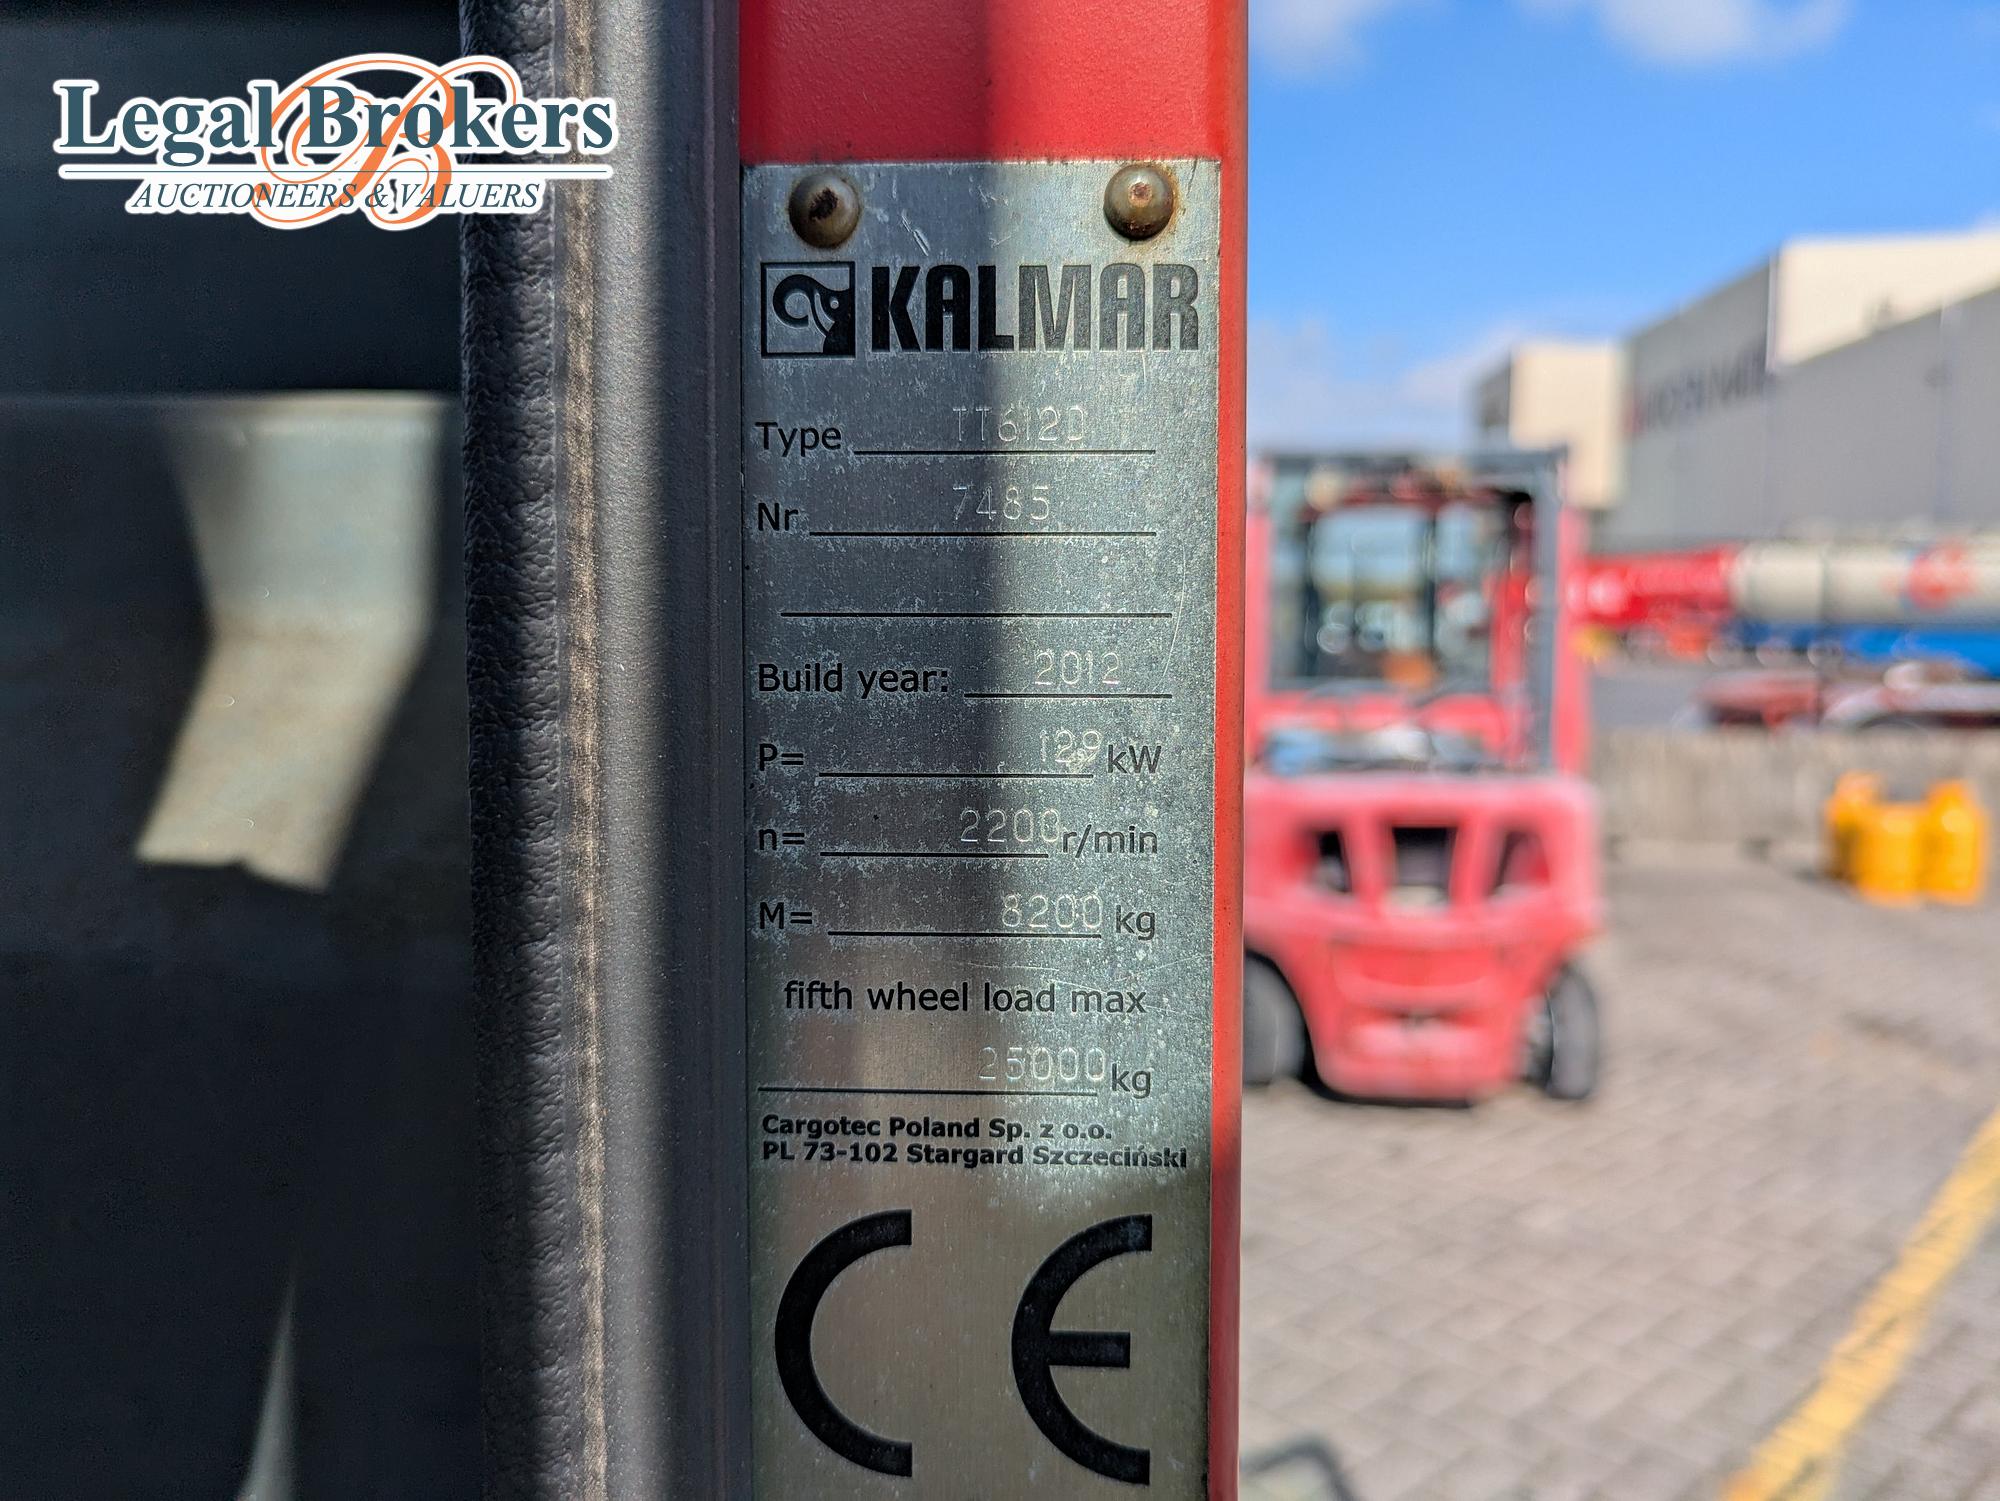 Legal Brokers
AUCTIONEERS & VALUERS
KALMAR
Type TT612D T
Nr 7485
Build year: 2012
P= 129 kW
n= 2200 r/min
M= 8200 kg
fifth wheel load max
25000 kg
Cargotec Poland Sp. z o.o.
PL 73-102 Stargard Szczeciński
CE